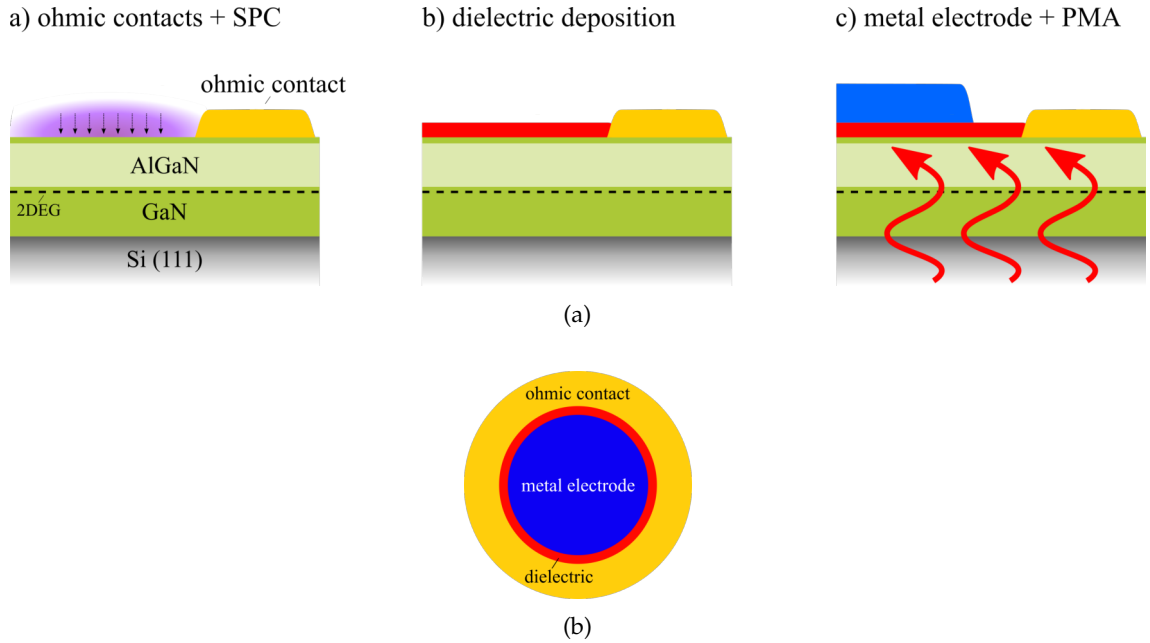 a) ohmic contacts + SPC
b) dielectric deposition
c) metal electrode + PMA
ohmic contact
AlGaN
2DEG
GaN
Si (111)
(a)
ohmic contact
metal electrode
dielectric
(b)